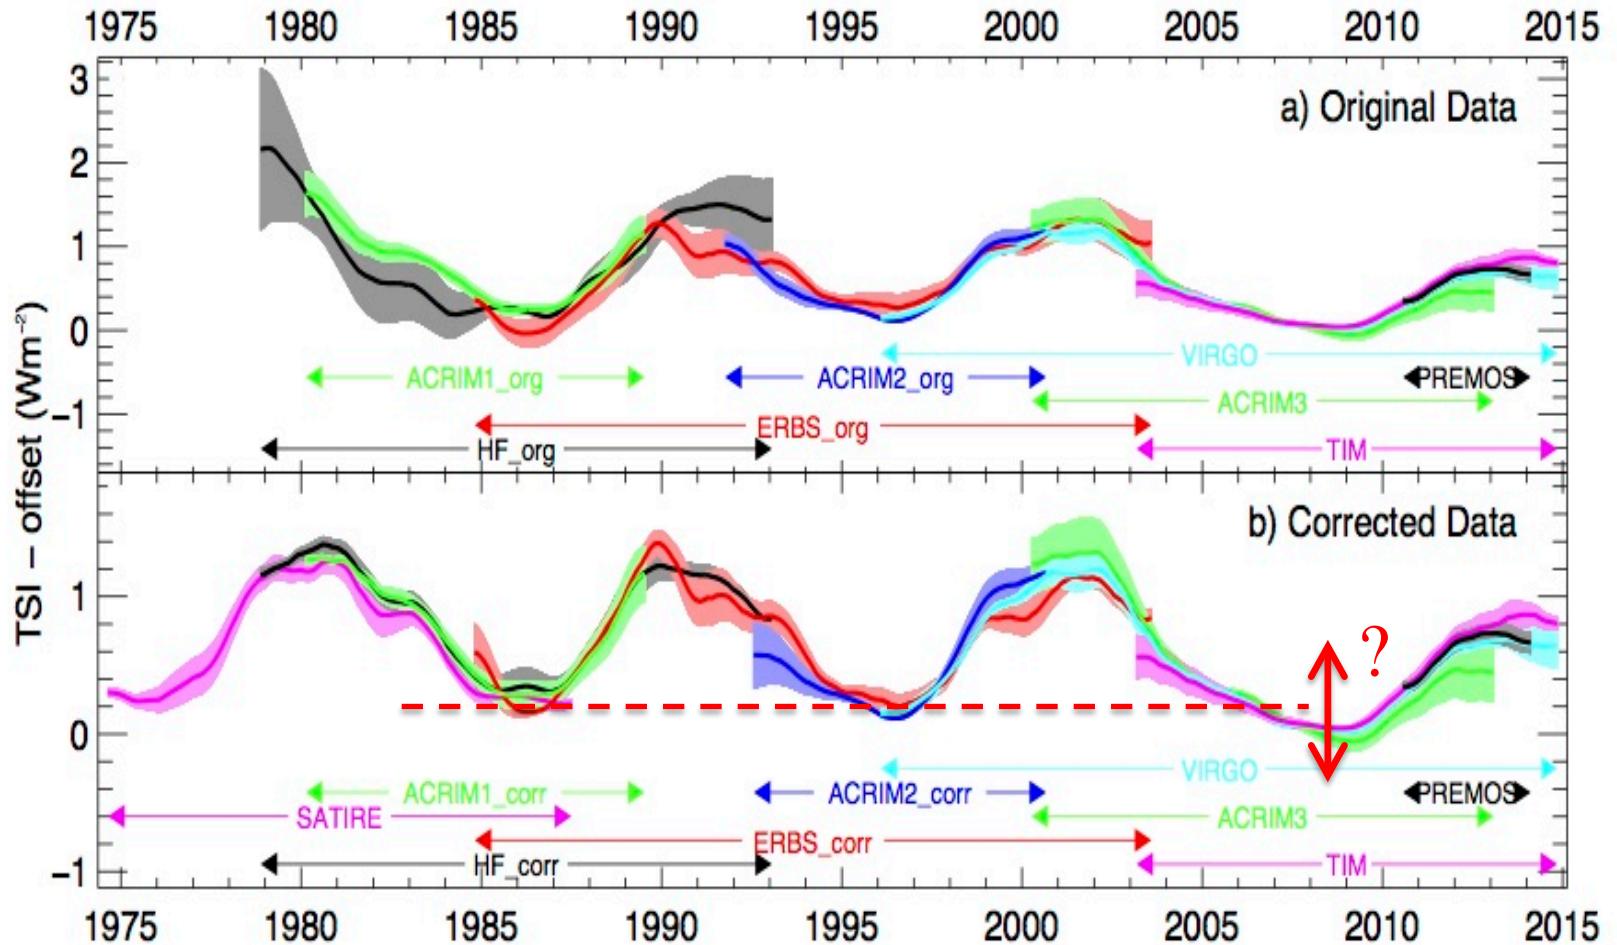 1975 1980 1985 1990 1995 2000 2005 2010 2015
TSI – offset (Wm⁻²)
a) Original Data
3
2
1
0
−1
VIRGO
ACRIM1_org ACRIM2_org PREMOS
ACRIM3
ERBS_org
HF_org TIM
b) Corrected Data
1
?
0
VIRGO
ACRIM1_corr ACRIM2_corr PREMOS
SATIRE ACRIM3
ERBS_corr
HF_corr TIM
−1
1975 1980 1985 1990 1995 2000 2005 2010 2015